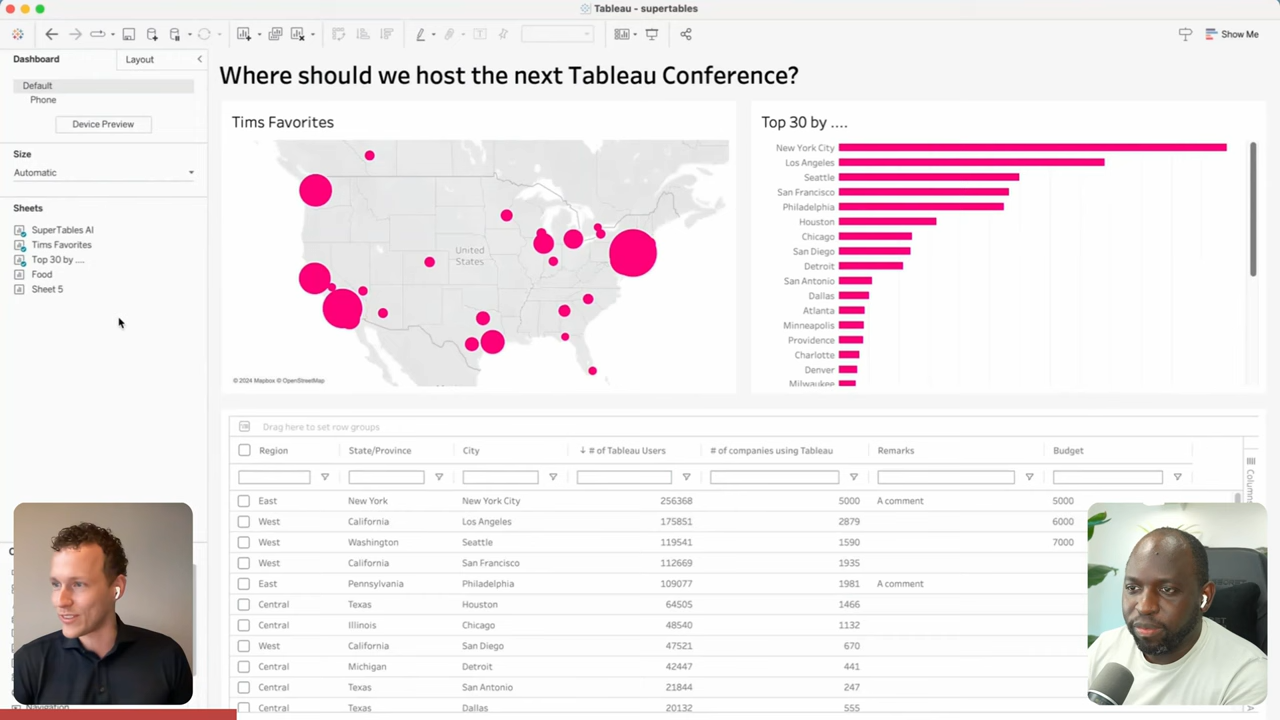 Tableau - supertables
Show Me
Dashboard
Layout
Default
Phone
Device Preview
Size
Automatic
Sheets
SuperTables AI
Tims Favorites
Top 30 by ....
Food
Sheet 5
Navigation
Where should we host the next Tableau Conference?
Tims Favorites
United
States
© 2024 Mapbox © OpenStreetMap
Top 30 by ....
New York City
Los Angeles
Seattle
San Francisco
Philadelphia
Houston
Chicago
San Diego
Detroit
San Antonio
Dallas
Atlanta
Minneapolis
Providence
Charlotte
Denver
Milwaukee
Drag here to set row groups
Region State/Province City ↓ # of Tableau Users # of companies using Tableau Remarks Budget
East New York New York City 256368 5000 A comment 5000
West California Los Angeles 175851 2879 6000
West Washington Seattle 119541 1590 7000
West California San Francisco 112669 1935
East Pennsylvania Philadelphia 109077 1981 A comment
Central Texas Houston 64505 1466
Central Illinois Chicago 48540 1132
West California San Diego 47521 670
Central Michigan Detroit 42447 441
Central Texas San Antonio 21844 247
Central Texas Dallas 20132 555